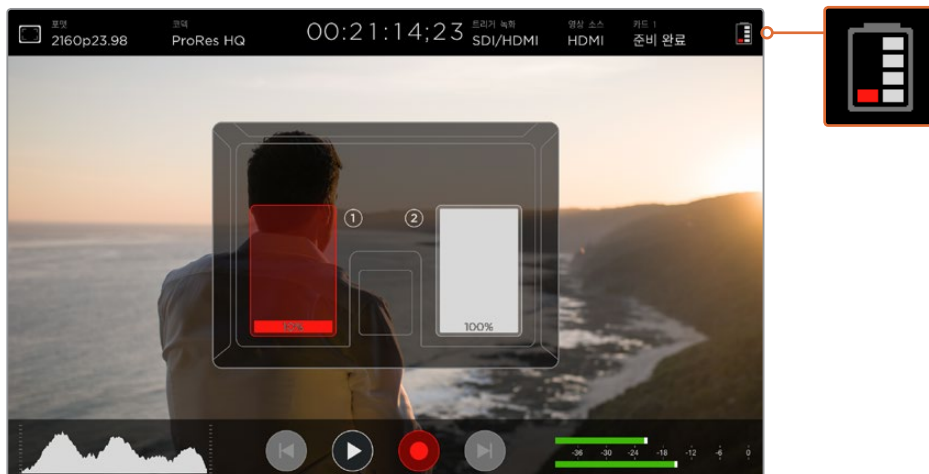 포맷
2160p23.98
코덱
ProRes HQ
00:21:14;23
트리거 녹화
SDI/HDMI
영상 소스
HDMI
카드 1
준비 완료
① ②
100%
-36 -30 -24 -18 -12 -6 0